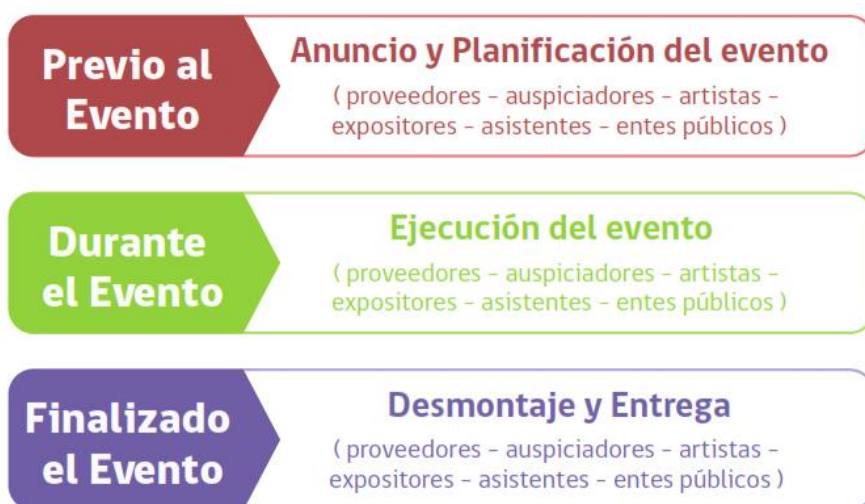 Previo al
Evento
Anuncio y Planificación del evento
( proveedores - auspiciadores - artistas -
expositores - asistentes - entes públicos )
Durante
el Evento
Ejecución del evento
( proveedores - auspiciadores - artistas -
expositores - asistentes - entes públicos )
Finalizado
el Evento
Desmontaje y Entrega
( proveedores - auspiciadores - artistas -
expositores - asistentes - entes públicos )